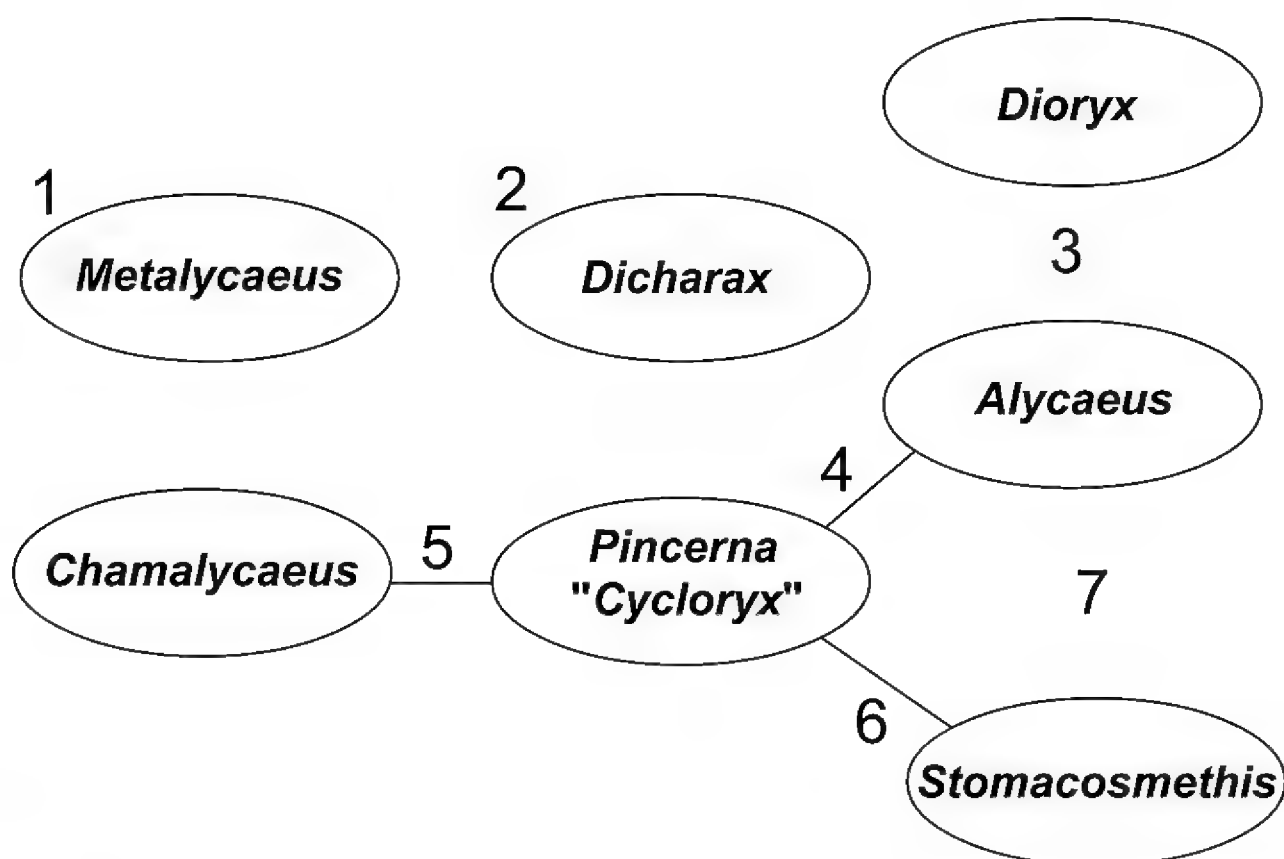 Dioryx
1
2
Metalycaeus
Dicharax
3
Alycaeus
4
Chamalycaeus
5
Pincerna
"Cycloryx"
7
6
Stomacosmethis